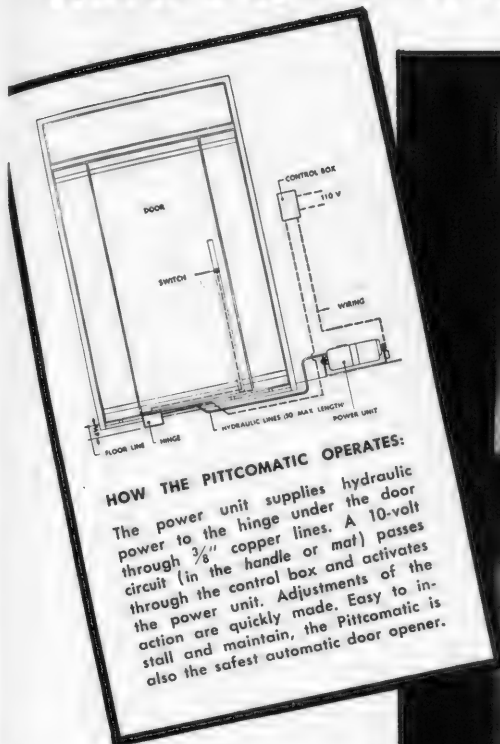 CONTROL BOX
110 V
DOOR
SWITCH
WIRING
HYDRAULIC LINES (50 MAX LENGTH
POWER UNIT
FLOOR LINE
HINGE
HOW THE PITTCOMATIC OPERATES:
The power unit supplies hydraulic
power to the hinge under the door
through 3/8" copper lines. A 10-volt
circuit (in the handle or mat) passes
through the control box and activates
the power unit. Adjustments of the
action are quickly made. Easy to in-
stall and maintain, the Pittcomatic is
also the safest automatic door opener.